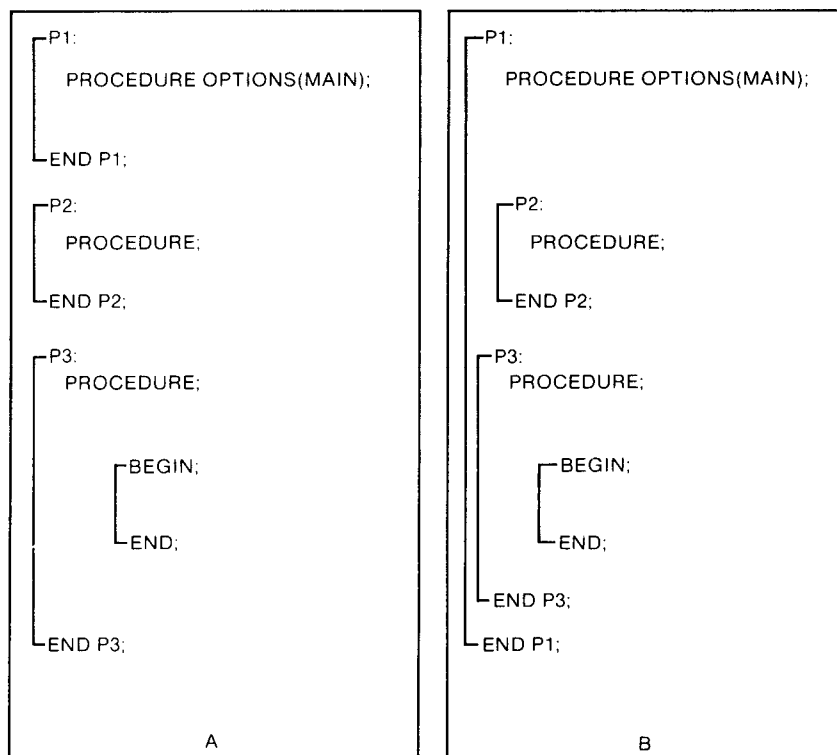 P1:
PROCEDURE OPTIONS(MAIN);
END P1;
P2:
PROCEDURE;
END P2;
P3:
PROCEDURE;
BEGIN;
END;
END P3;
A
P1:
PROCEDURE OPTIONS(MAIN);
P2:
PROCEDURE;
END P2;
P3:
PROCEDURE;
BEGIN;
END;
END P3;
END P1;
B